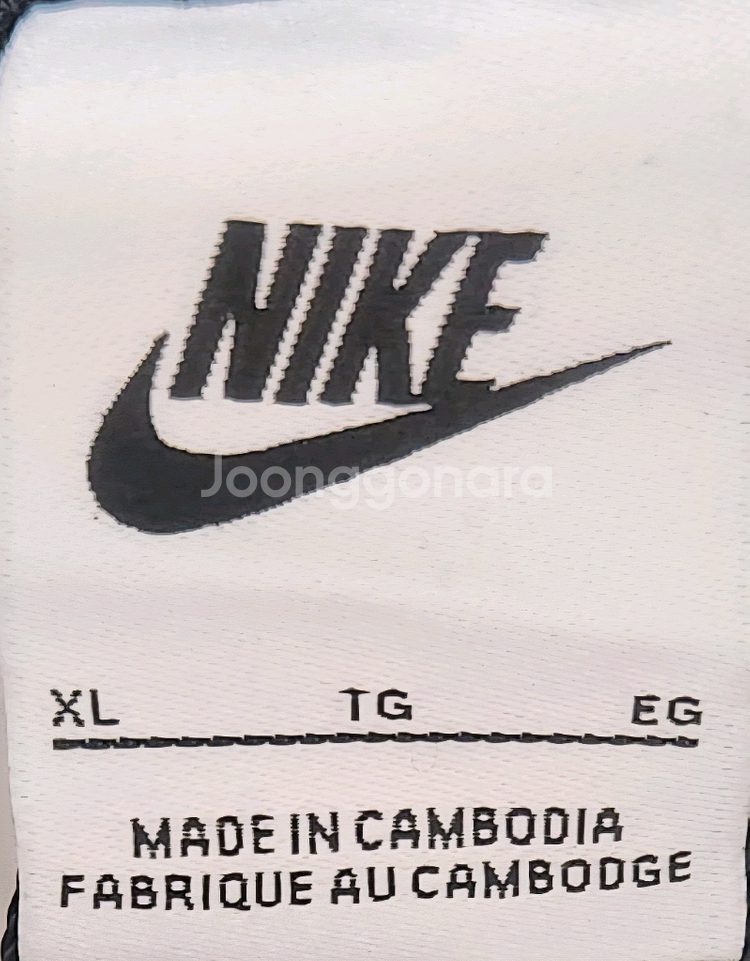 NIKE
Joonggonara
XL TG EG
MADE IN CAMBODIA
FABRIQUE AU CAMBODGE